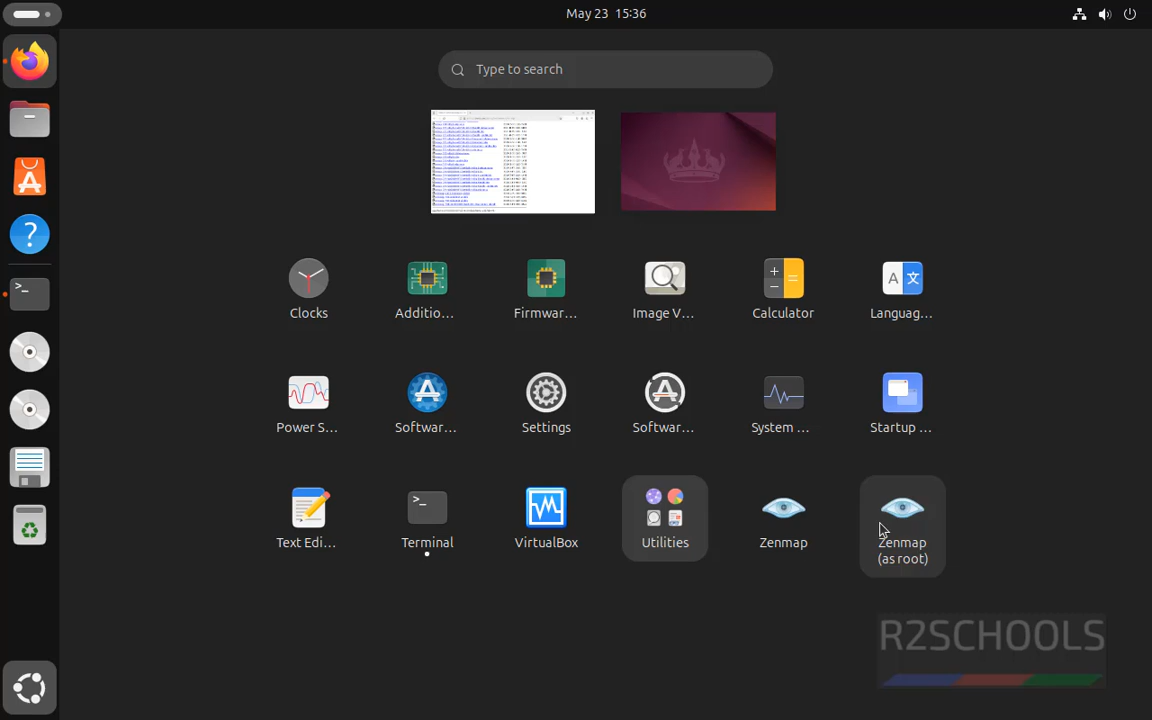 May 23 15:36
Type to search
Clocks
Additio...
Firmwar...
Image V...
Calculator
Languag...
Power S...
Softwar...
Settings
Softwar...
System ...
Startup ...
Text Edi...
Terminal
VirtualBox
Utilities
Zenmap
Zenmap
(as root)
R2SCHOOLS